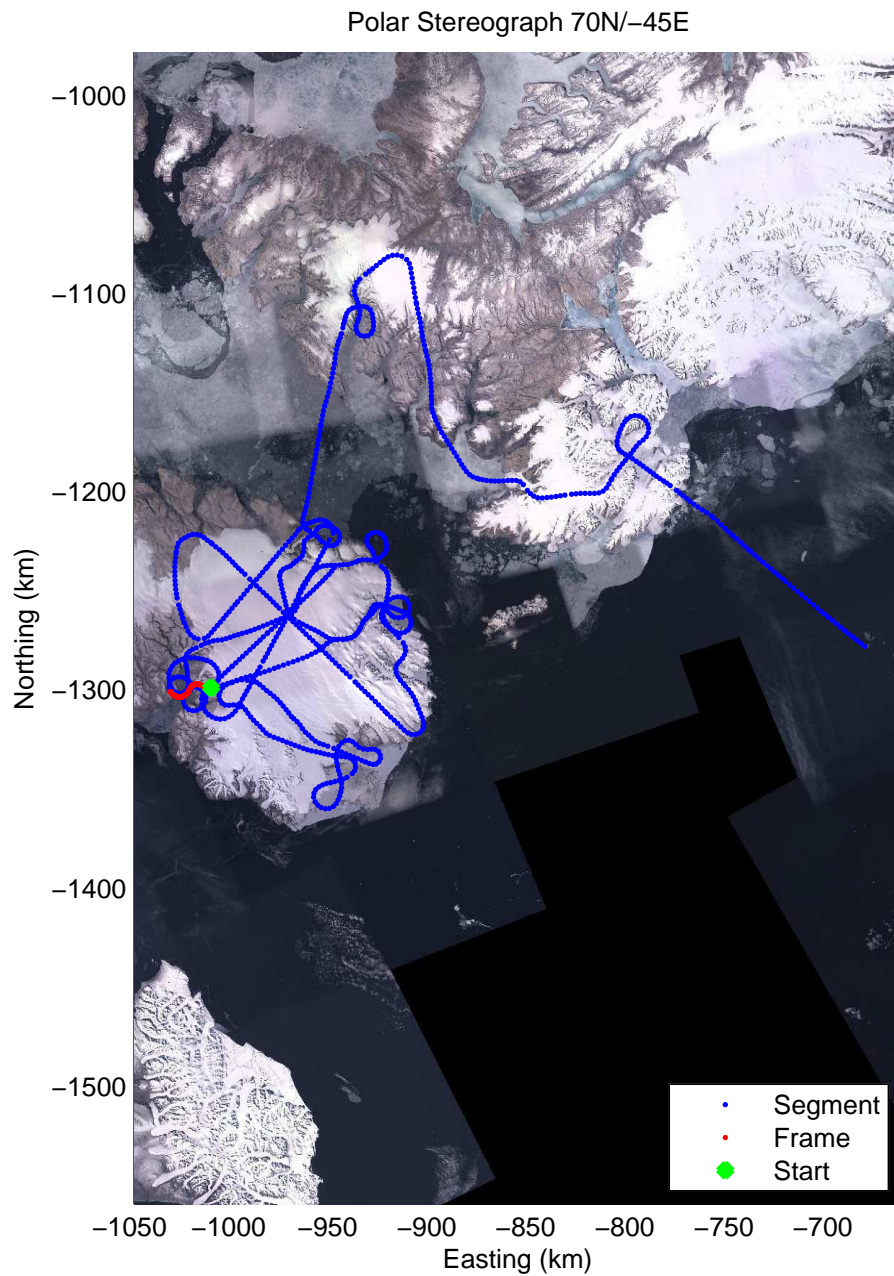 Polar Stereograph 70N/−45E
−1000
−1100
−1200
−1300
−1400
−1500
Northing (km)
Segment
Frame
Start
−1050 −1000 −950 −900 −850 −800 −750 −700
Easting (km)